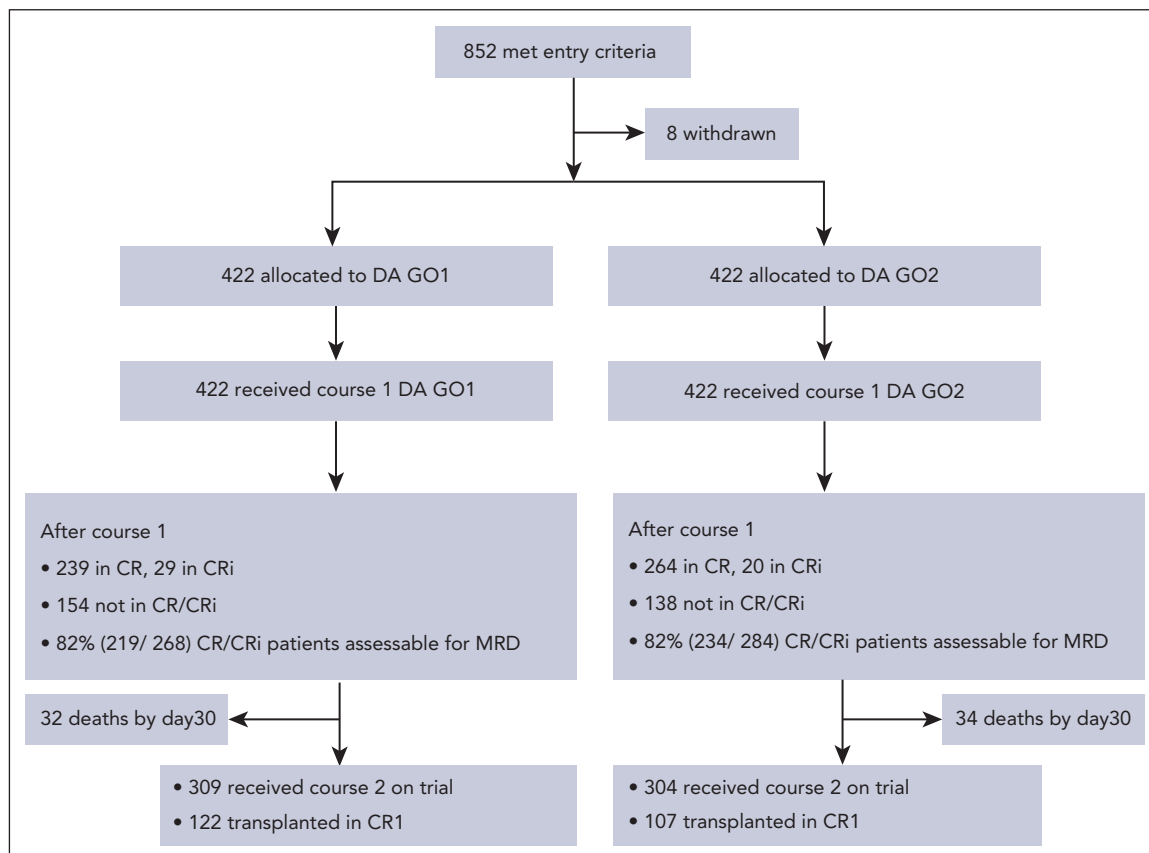 852 met entry criteria
8 withdrawn
422 allocated to DA GO1
422 allocated to DA GO2
422 received course 1 DA GO1
422 received course 1 DA GO2
After course 1
• 239 in CR, 29 in CRi
• 154 not in CR/CRi
• 82% (219/ 268) CR/CRi patients assessable for MRD
After course 1
• 264 in CR, 20 in CRi
• 138 not in CR/CRi
• 82% (234/ 284) CR/CRi patients assessable for MRD
32 deaths by day30
34 deaths by day30
• 309 received course 2 on trial
• 122 transplanted in CR1
• 304 received course 2 on trial
• 107 transplanted in CR1